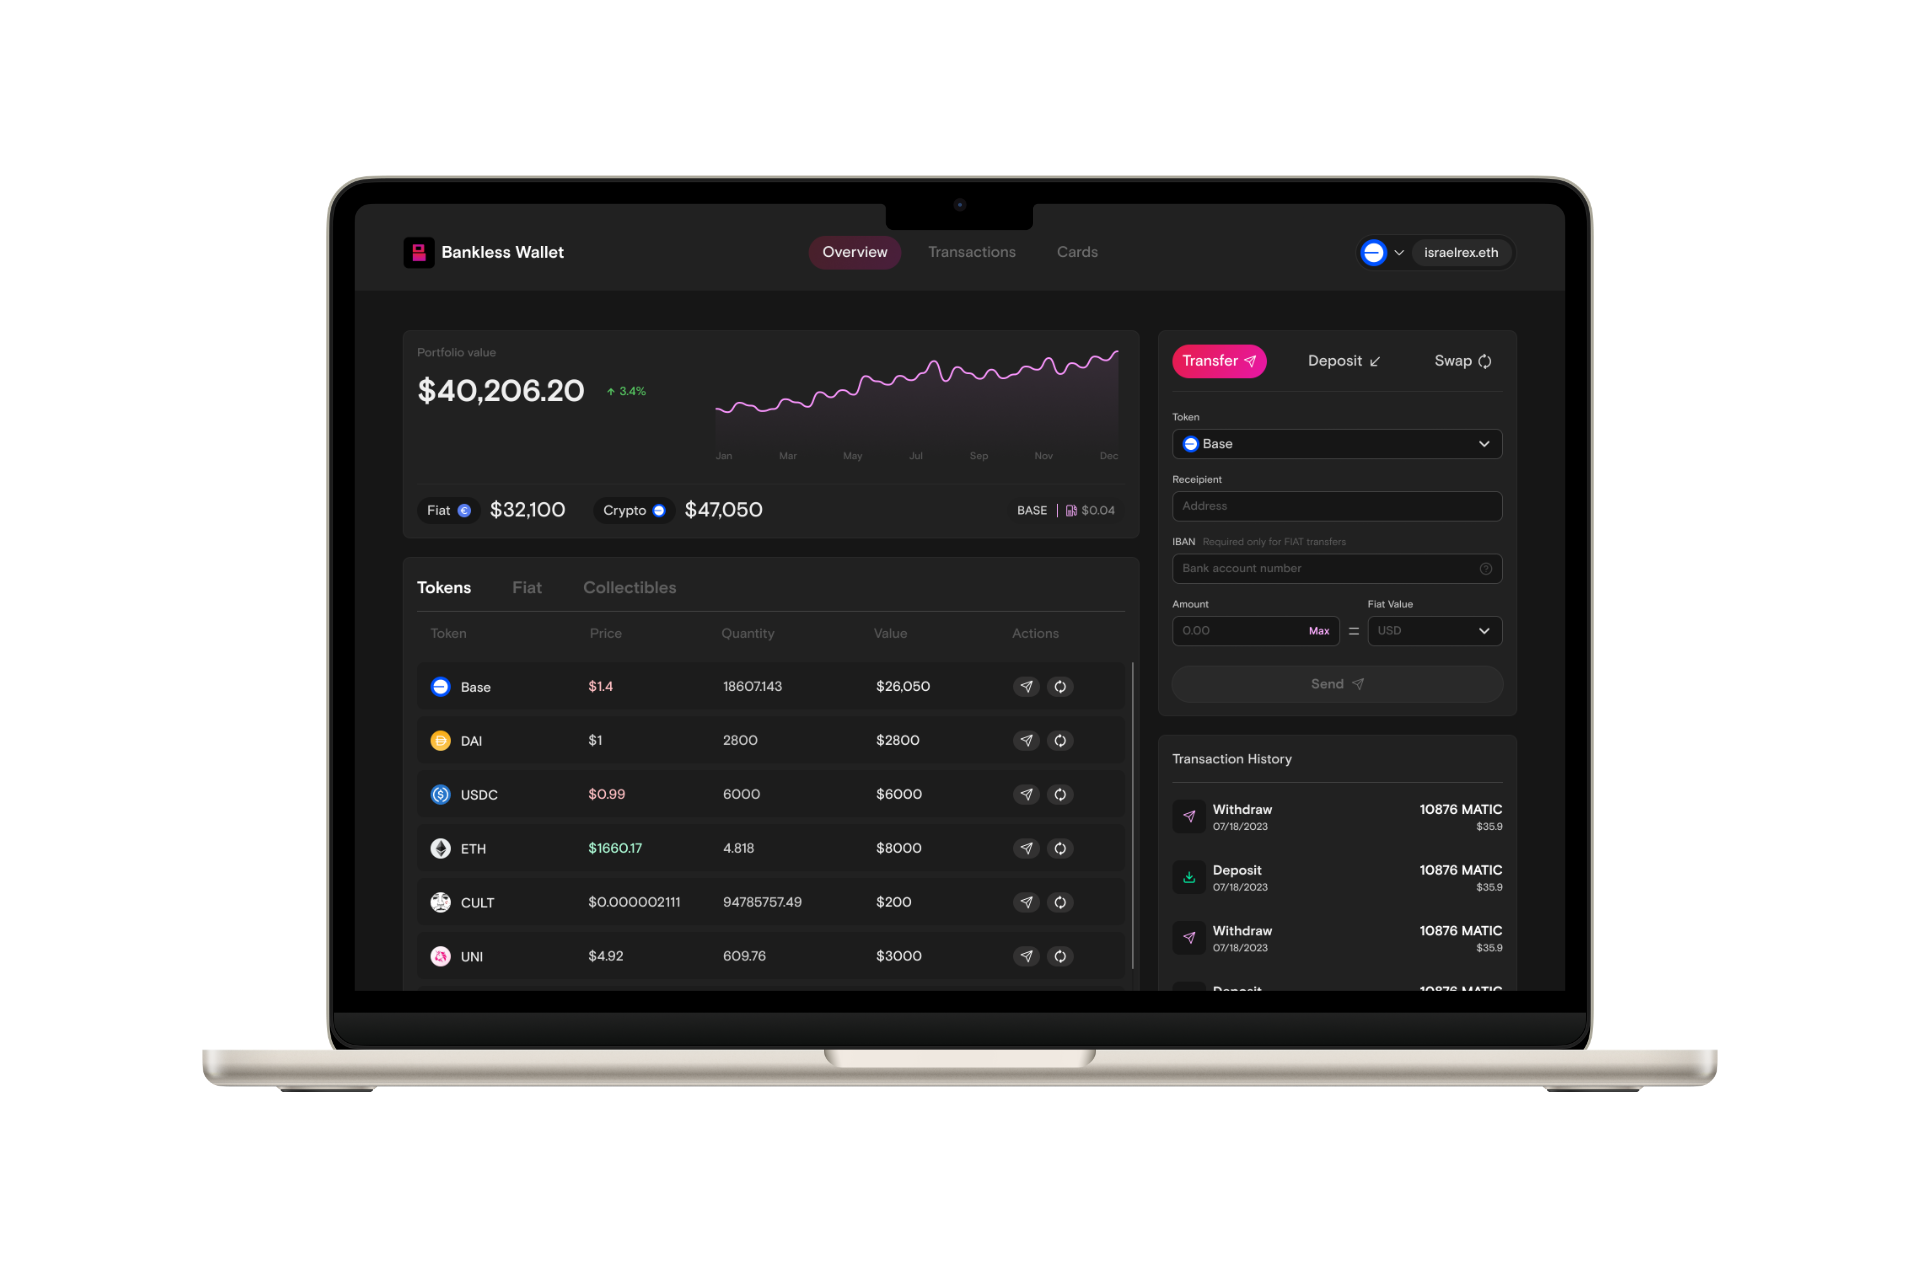 Bankless Wallet
Overview
Transactions
Cards
israelrex.eth
Portfolio value
$40,206.20
3.4%
Jan Mar May Jul Sep Nov Dec
Fiat $32,100
Crypto $47,050
BASE | $0.04
Tokens Fiat Collectibles
Token Price Quantity Value Actions
Base $1.4 18607.143 $26,050
DAI $1 2800 $2800
USDC $0.99 6000 $6000
ETH $1660.17 4.818 $8000
CULT $0.000002111 94785757.49 $200
UNI $4.92 609.76 $3000
Transfer Deposit Swap
Token
Base
Receipient
Address
IBAN Required only for FIAT transfers
Bank account number
Amount Fiat Value
0.00 Max = USD
Send
Transaction History
Withdraw 10876 MATIC
07/18/2023 $35.9
Deposit 10876 MATIC
07/18/2023 $35.9
Withdraw 10876 MATIC
07/18/2023 $35.9
Deposit 10876 MATIC